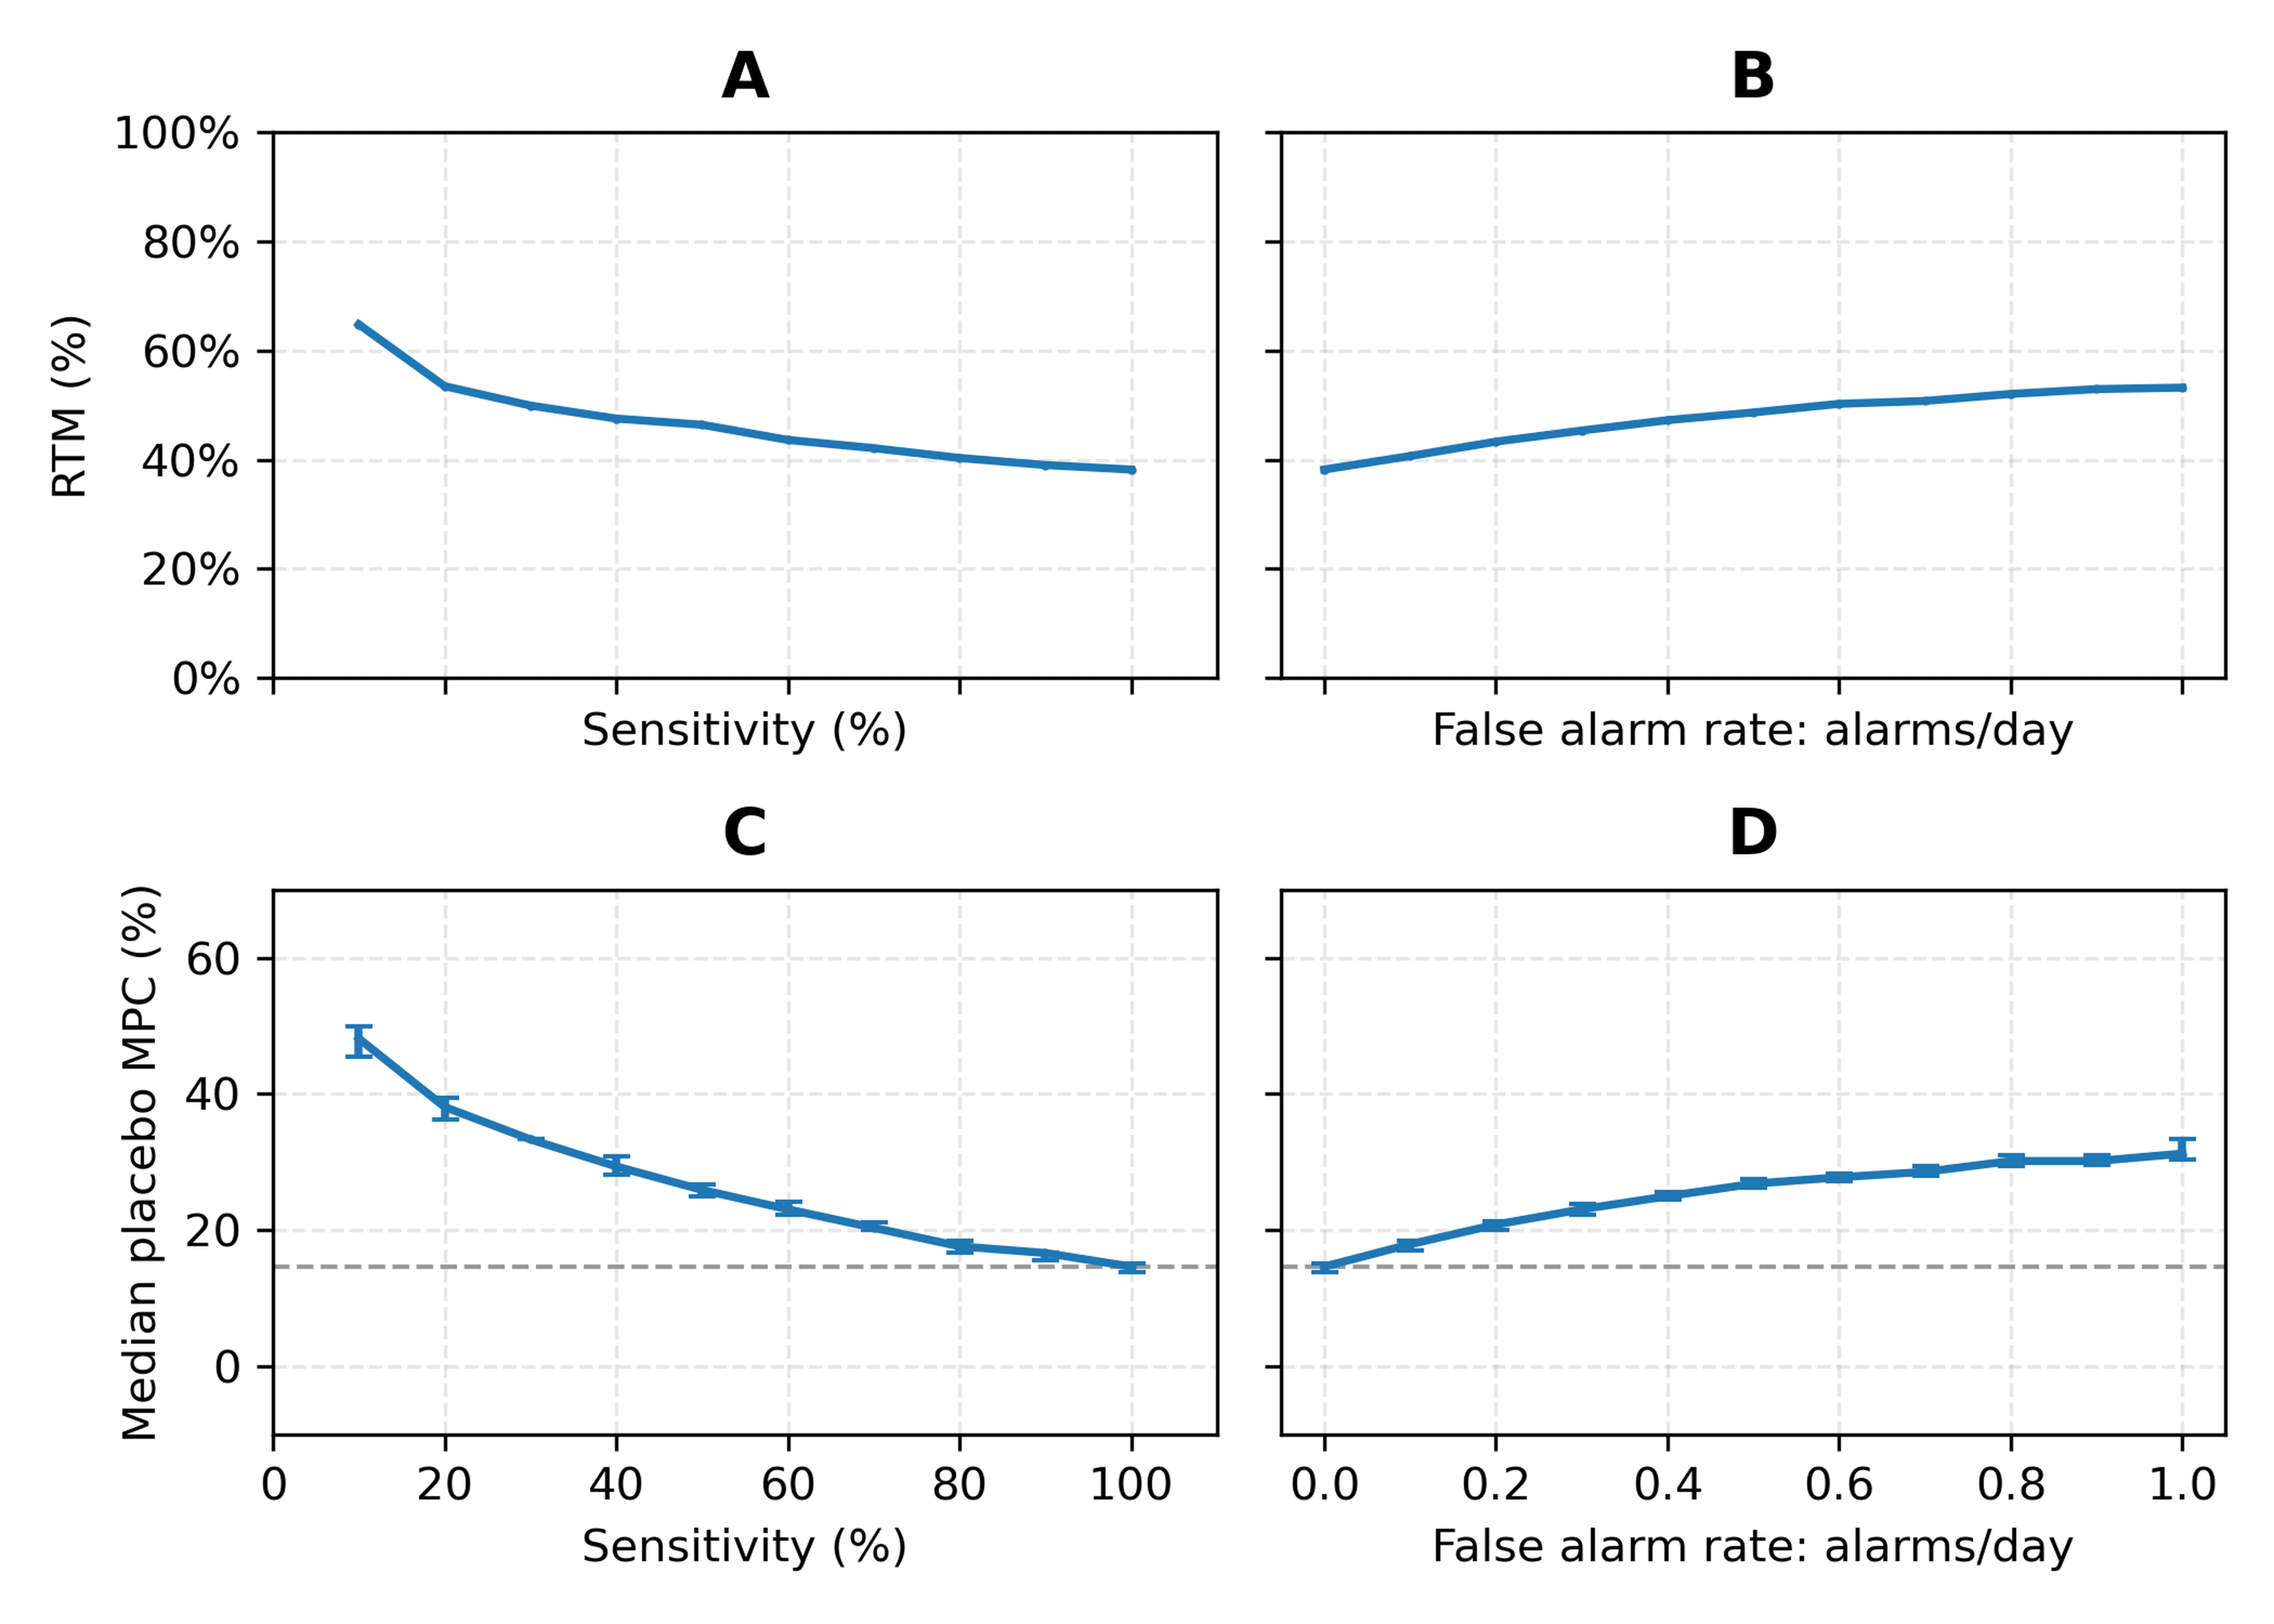 A
B
100%
80%
60%
40%
20%
0%
RTM (%)
Sensitivity (%)
False alarm rate: alarms/day
C
D
60
40
20
0
Median placebo MPC (%)
0 20 40 60 80 100
0.0 0.2 0.4 0.6 0.8 1.0
Sensitivity (%)
False alarm rate: alarms/day